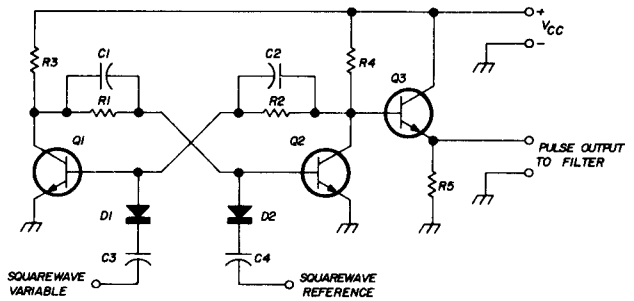 +
VCC
-
R3
C1
R1
C2
R2
R4
Q3
Q1
Q2
PULSE OUTPUT
TO FILTER
R5
D1
D2
C3
C4
SQUAREWAVE
VARIABLE
SQUAREWAVE
REFERENCE